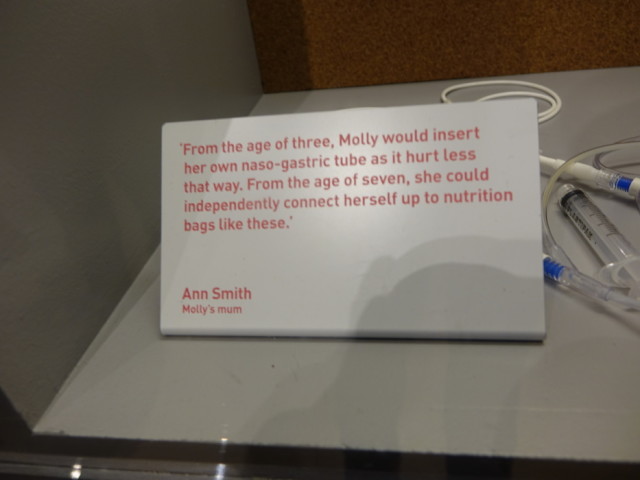 'From the age of three, Molly would insert
her own naso-gastric tube as it hurt less
that way. From the age of seven, she could
independently connect herself up to nutrition
bags like these.'
Ann Smith
Molly's mum